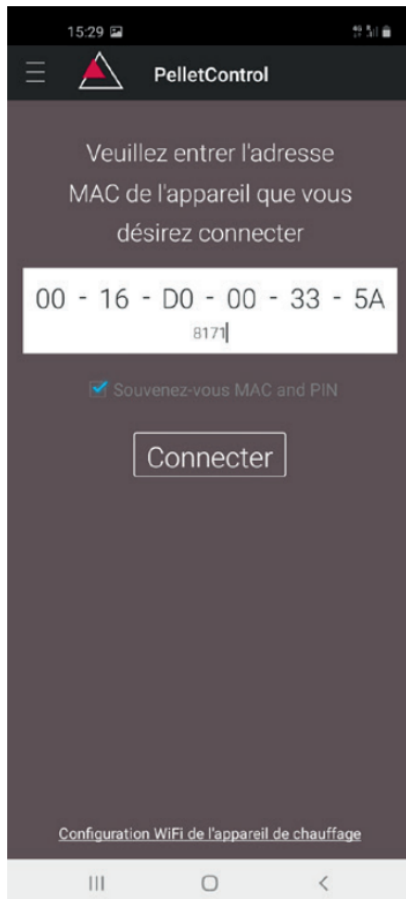 15:29
PelletControl
Veuillez entrer l'adresse
MAC de l'appareil que vous
désirez connecter
00 - 16 - D0 - 00 - 33 - 5A
8171
Souvenez-vous MAC and PIN
Connecter
Configuration WiFi de l'appareil de chauffage